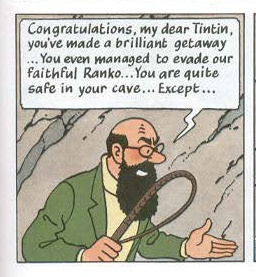 Congratulations, my dear Tintin,
you've made a brilliant getaway
...You even managed to evade our
faithful Ranko...You are quite
safe in your cave... Except...